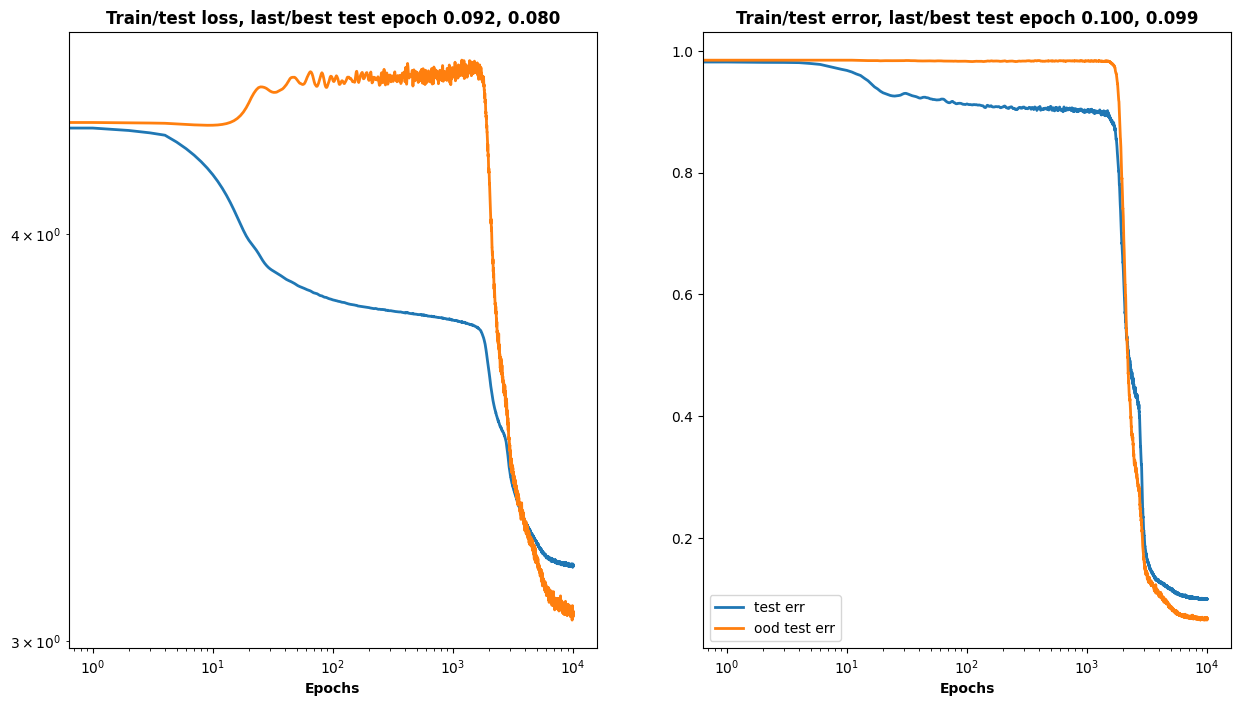 Train/test loss, last/best test epoch 0.092, 0.080
4 × 10⁰
3 × 10⁰
10⁰ 10¹ 10² 10³ 10⁴
Epochs
Train/test error, last/best test epoch 0.100, 0.099
1.0
0.8
0.6
0.4
0.2
test err
ood test err
10⁰ 10¹ 10² 10³ 10⁴
Epochs